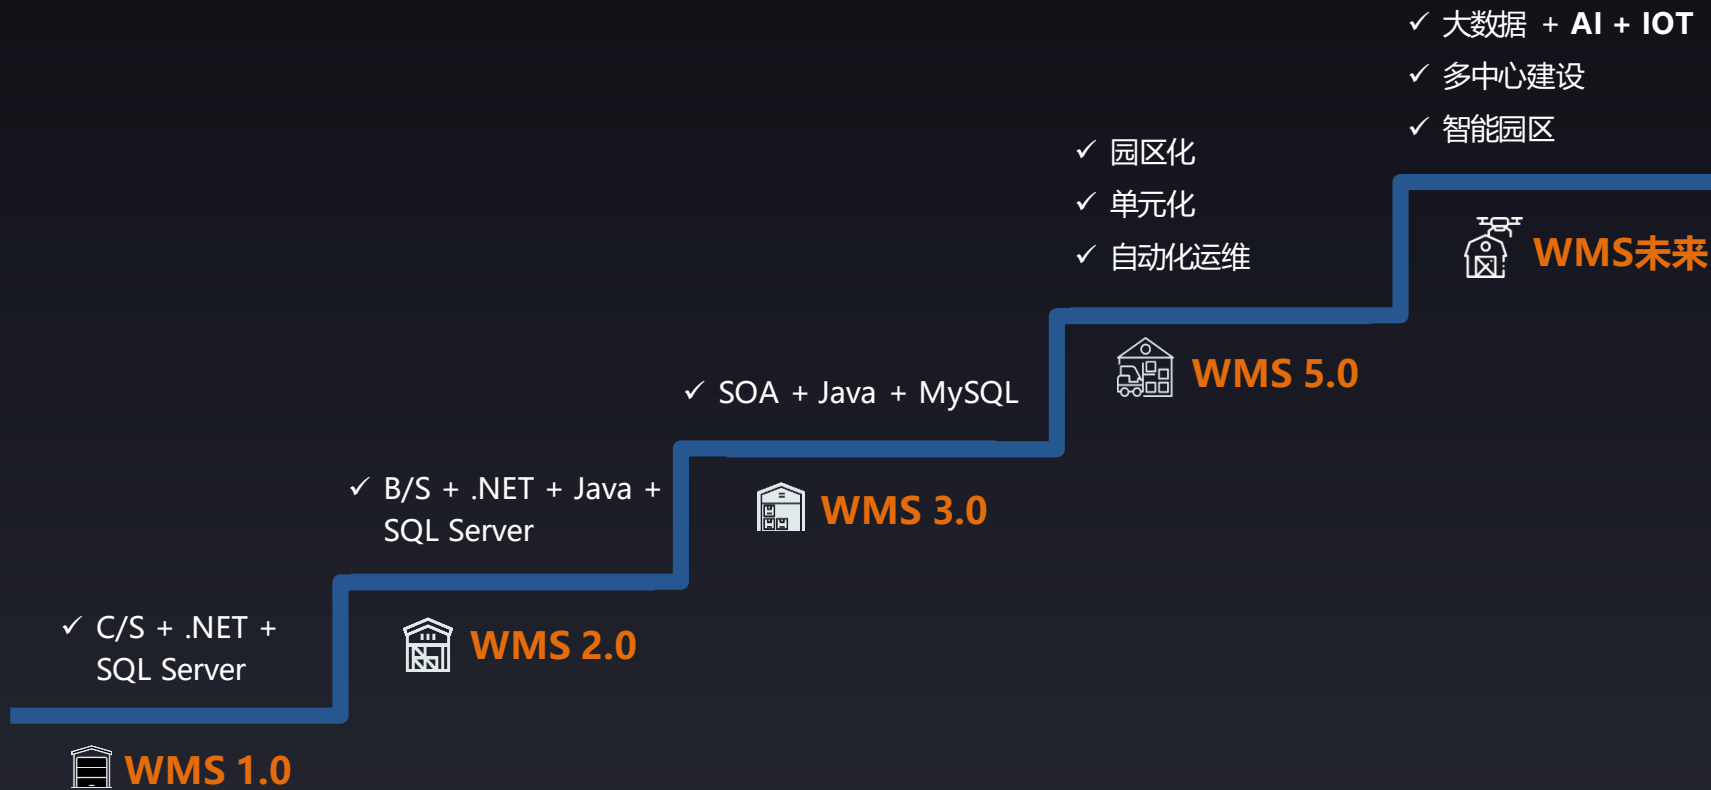 ✓ 大数据 + AI + IOT
✓ 多中心建设
✓ 智能园区
WMS未来
✓ 园区化
✓ 单元化
✓ 自动化运维
WMS 5.0
✓ SOA + Java + MySQL
WMS 3.0
✓ B/S + .NET + Java +
SQL Server
WMS 2.0
✓ C/S + .NET +
SQL Server
WMS 1.0